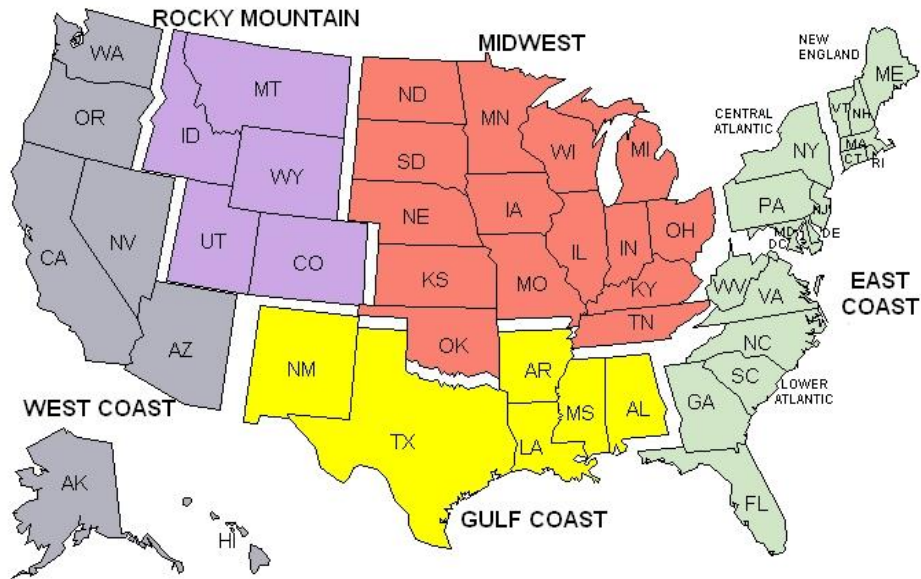 ROCKY MOUNTAIN
MIDWEST
NEW
ENGLAND
WA
MT
ND
MN
ME
VT
NH
OR
ID
CENTRAL
ATLANTIC
WI
MI
NY
MA
CT
RI
SD
WY
PA
NJ
NE
IA
OH
MD
DE
DC
NV
UT
CO
IL
IN
CA
KS
MO
WV
VA
EAST
COAST
KY
TN
AZ
NM
OK
AR
NC
SC
LOWER
ATLANTIC
WEST COAST
TX
MS
AL
GA
LA
AK
HI
GULF COAST
FL